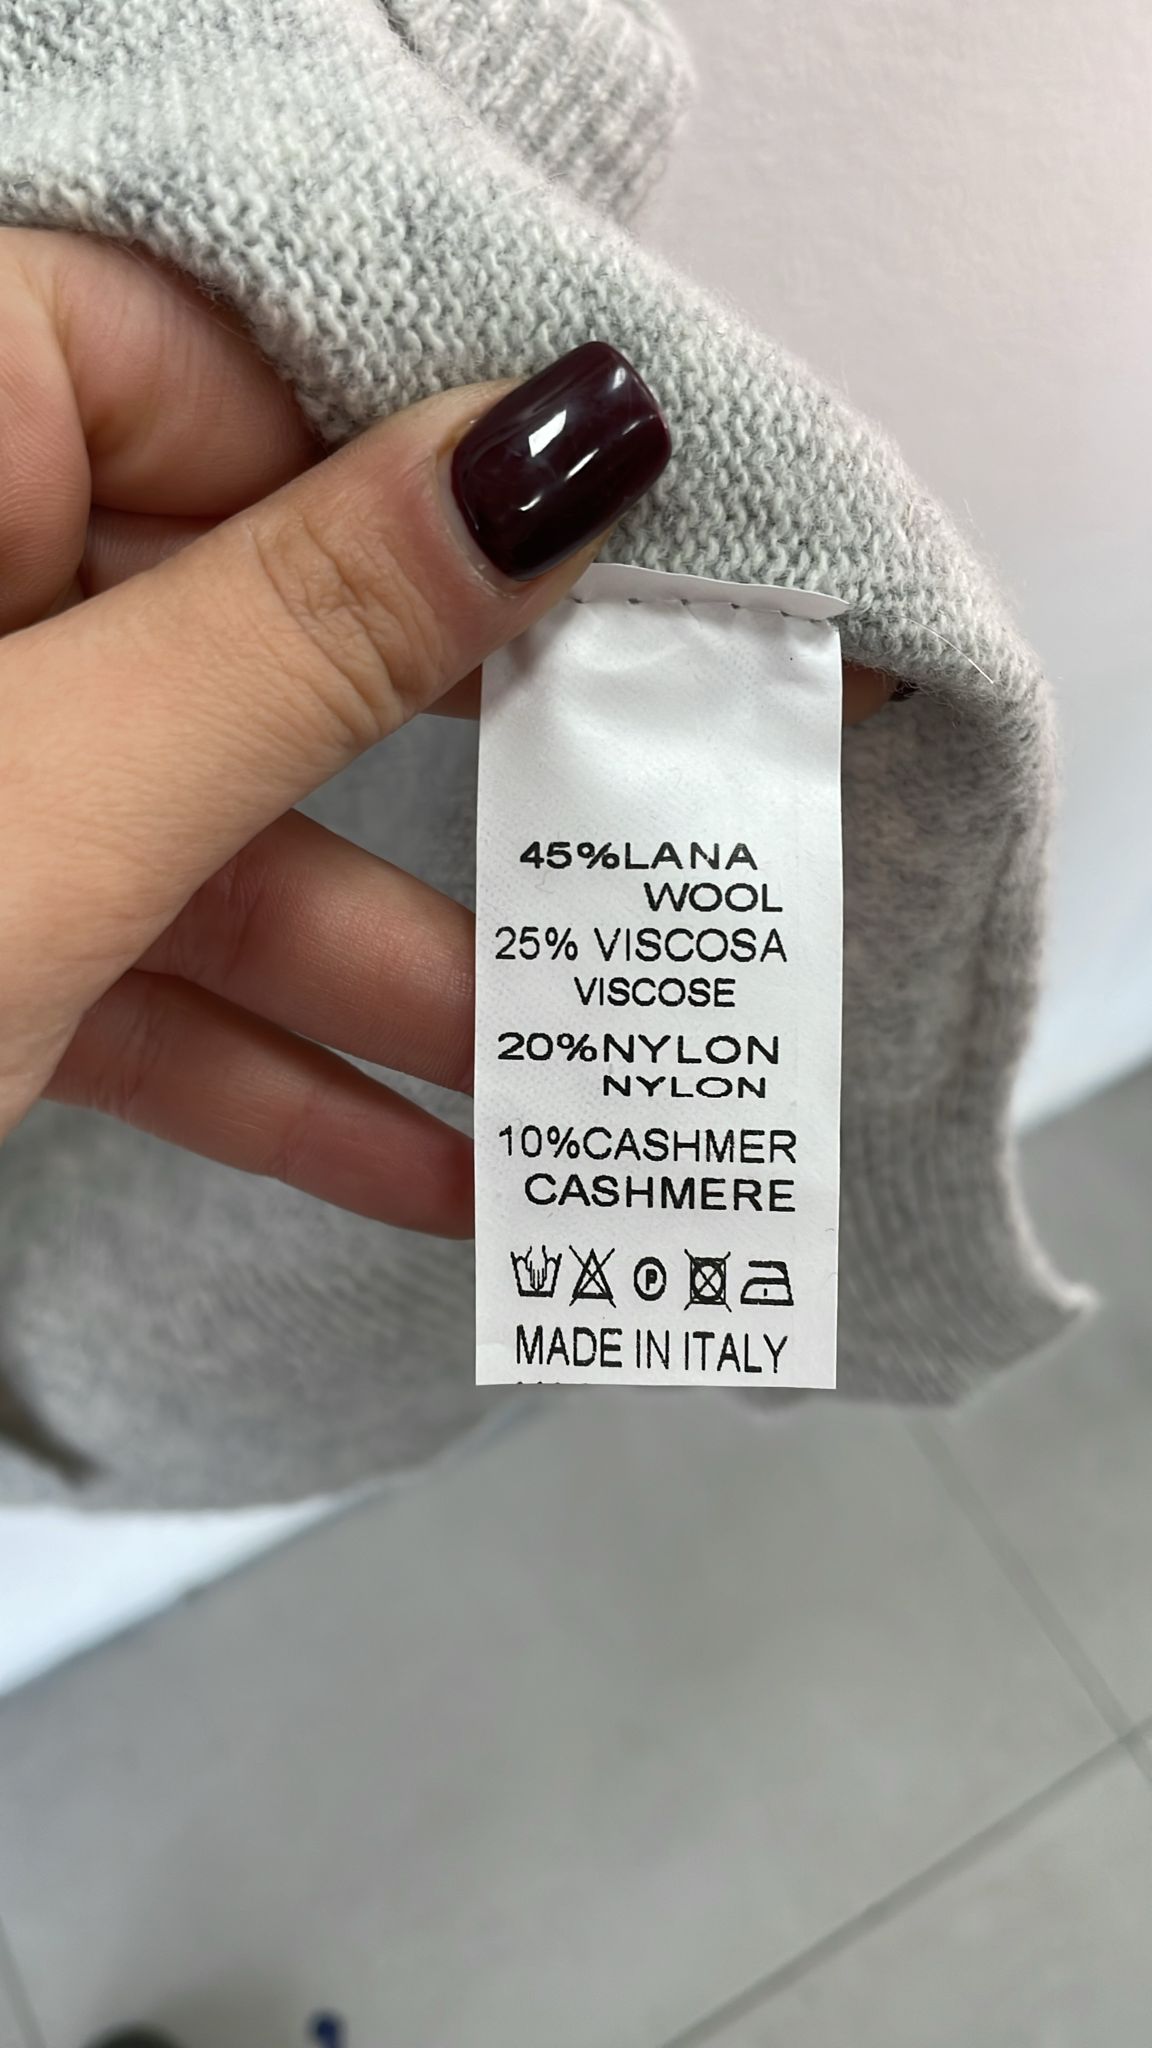 45%LANA
WOOL
25% VISCOSA
VISCOSE
20%NYLON
NYLON
10%CASHMER
CASHMERE
P
MADE IN ITALY